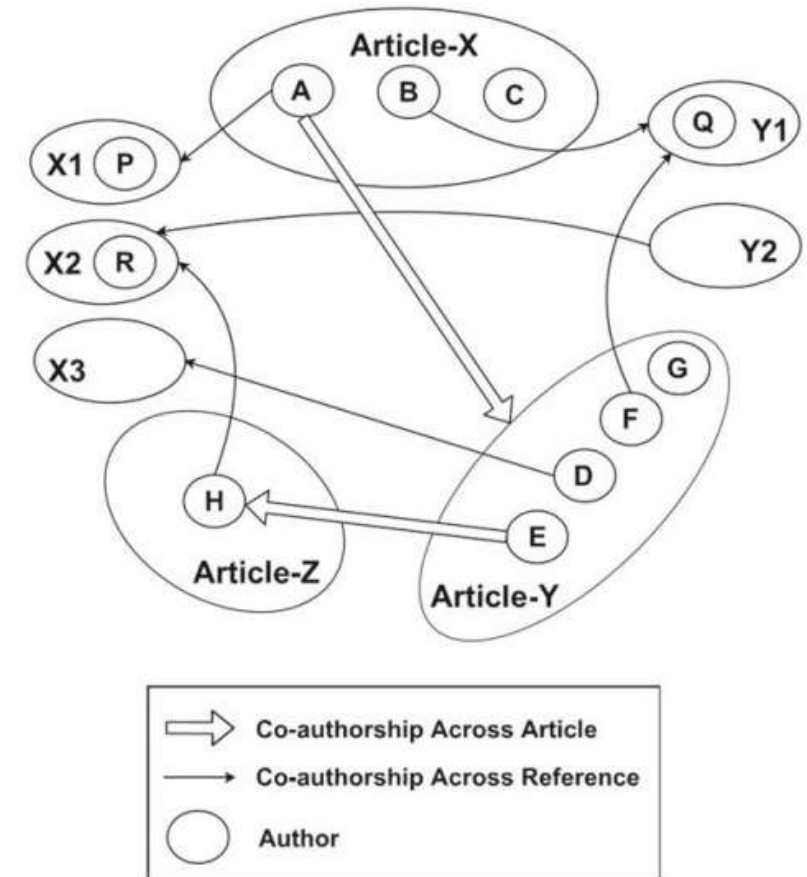 Article-X
A
B
C
Q
Y1
X1
P
Y2
X2
R
X3
G
F
D
H
E
Article-Z
Article-Y
Co-authorship Across Article
Co-authorship Across Reference
Author